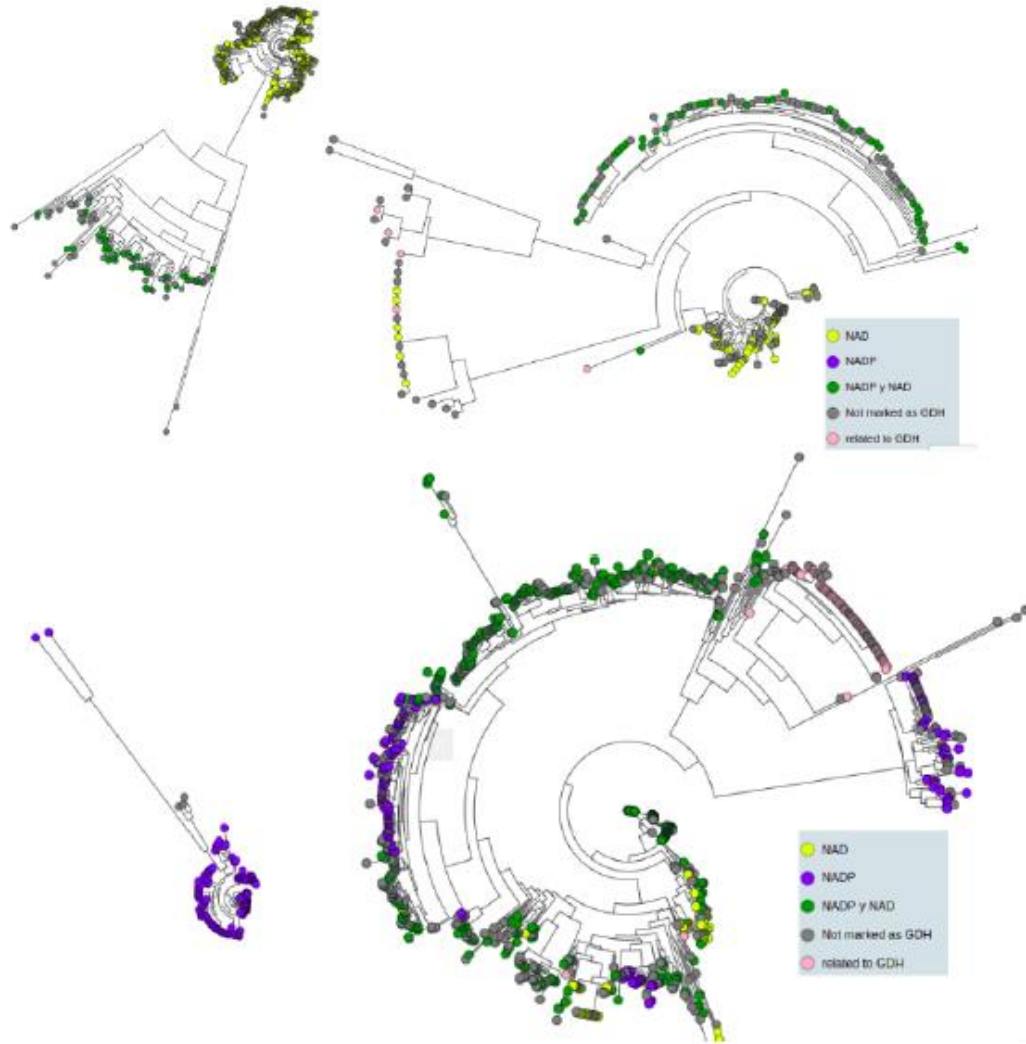 NAD
NADP
NADP y NAD
Not marked as GDH
related to GDH
NAD
NADP
NADP y NAD
Not marked as GDH
related to GDH